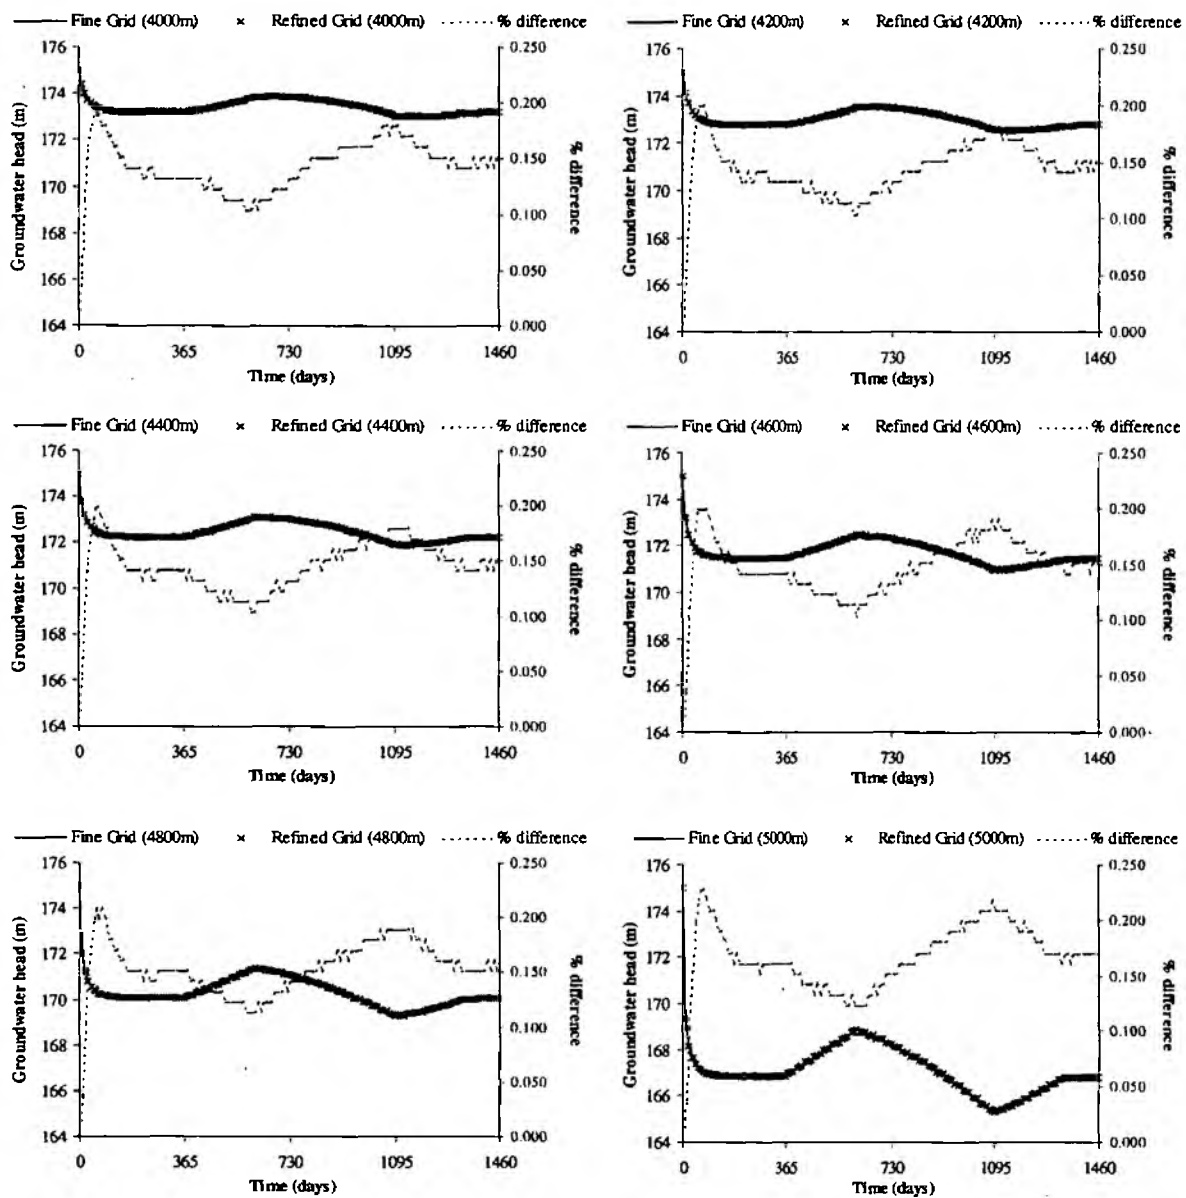 Fine Grid (4000m) × Refined Grid (4000m) ······ % difference
176 0.250
174 0.200
172 0.150
170
168 0.100
166 0.050
164 0.000
0 365 730 1095 1460
Time (days)
Groundwater head (m)
% difference
Fine Grid (4200m) × Refined Grid (4200m) ······ % difference
176 0.250
174 0.200
172 0.150
170
168 0.100
166 0.050
164 0.000
0 365 730 1095 1460
Time (days)
Groundwater head (m)
% difference
Fine Grid (4400m) × Refined Grid (4400m) ······ % difference
176 0.250
174 0.200
172 0.150
170
168 0.100
166 0.050
164 0.000
0 365 730 1095 1460
Time (days)
Groundwater head (m)
% difference
Fine Grid (4600m) × Refined Grid (4600m) ······ % difference
176 0.250
174 0.200
172 0.150
170
168 0.100
166 0.050
164 0.000
0 365 730 1095 1460
Time (days)
Groundwater head (m)
% difference
Fine Grid (4800m) × Refined Grid (4800m) ······ % difference
176 0.250
174 0.200
172 0.150
170
168 0.100
166 0.050
164 0.000
0 365 730 1095 1460
Time (days)
Groundwater head (m)
% difference
Fine Grid (5000m) × Refined Grid (5000m) ······ % difference
176 0.250
174 0.200
172 0.150
170
168 0.100
166 0.050
164 0.000
0 365 730 1095 1460
Time (days)
Groundwater head (m)
% difference